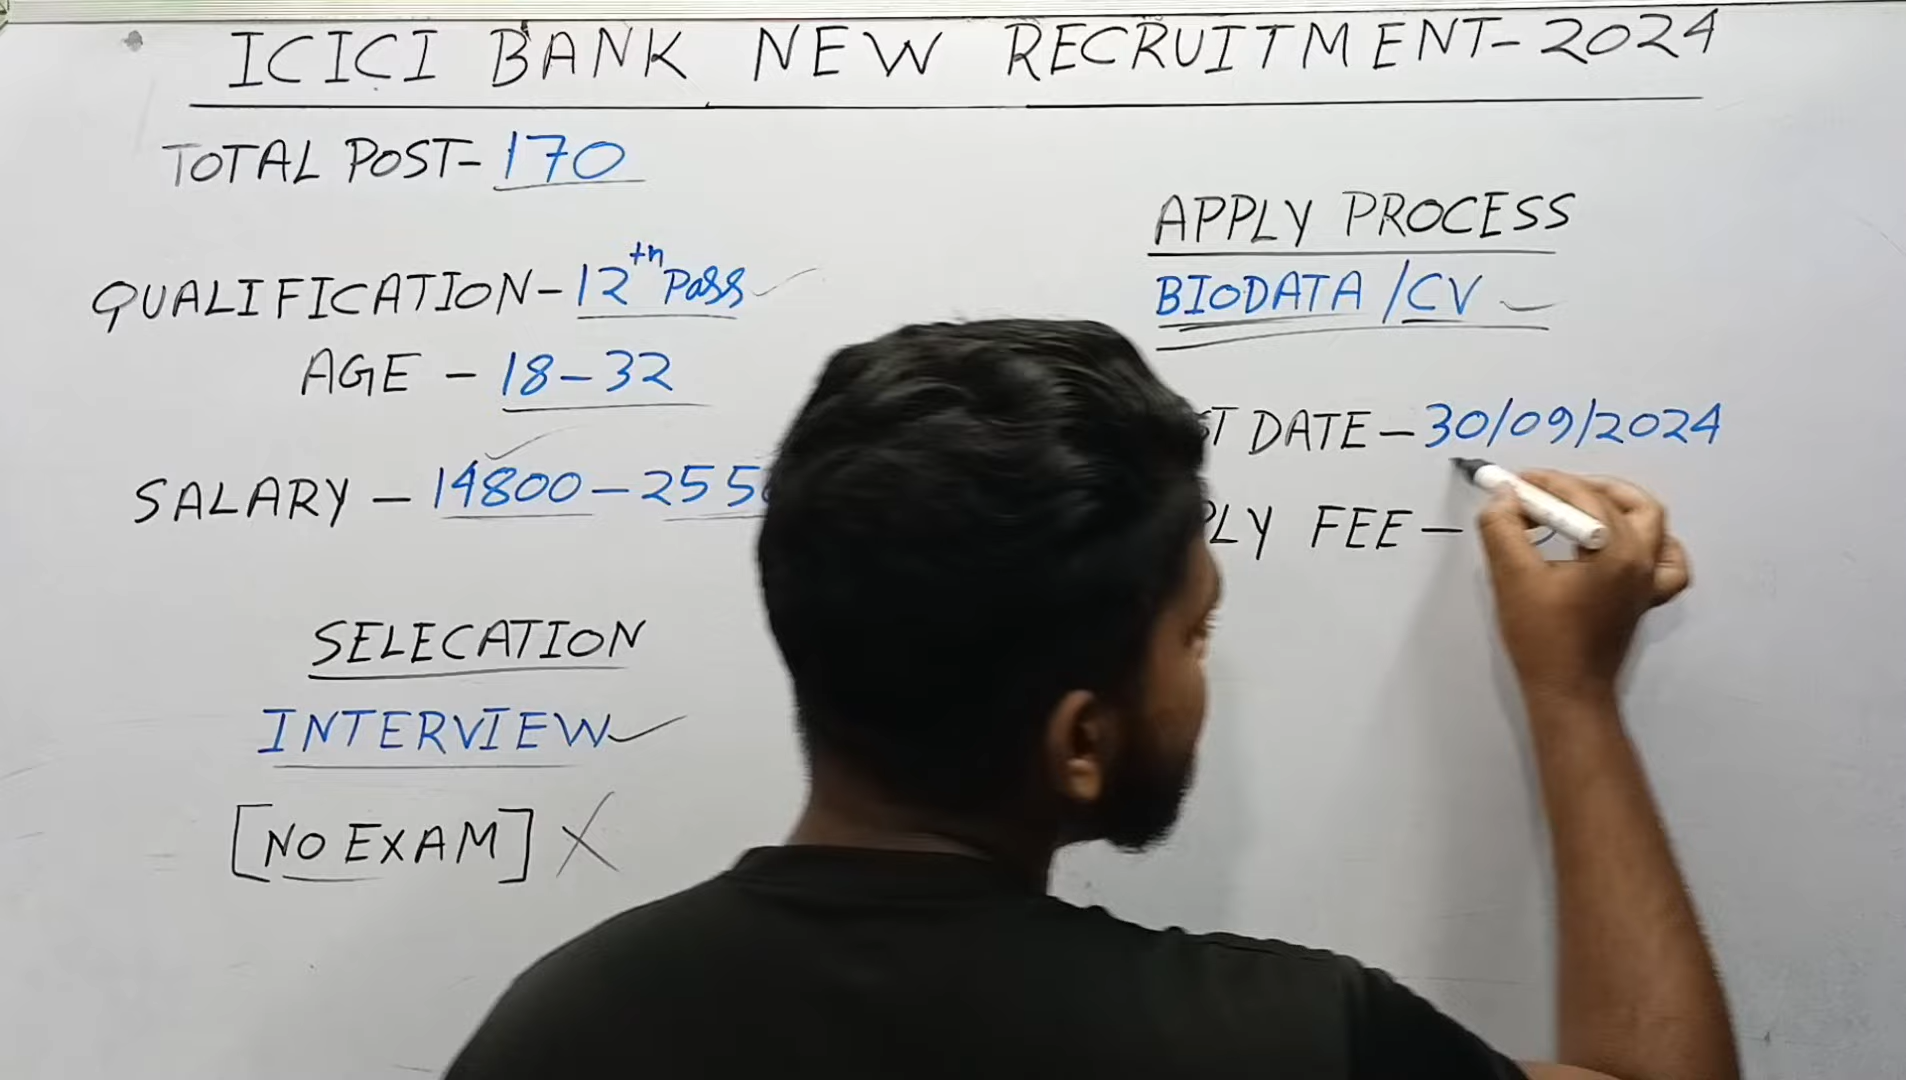 ICICI BANK NEW RECRUITMENT-2024
TOTAL POST- 170
QUALIFICATION- 12th Pass
AGE - 18-32
SALARY - 14800 - 255
SELECATION
INTERVIEW
[NO EXAM]
APPLY PROCESS
BIODATA / CV
DATE - 30/09/2024
FEE -